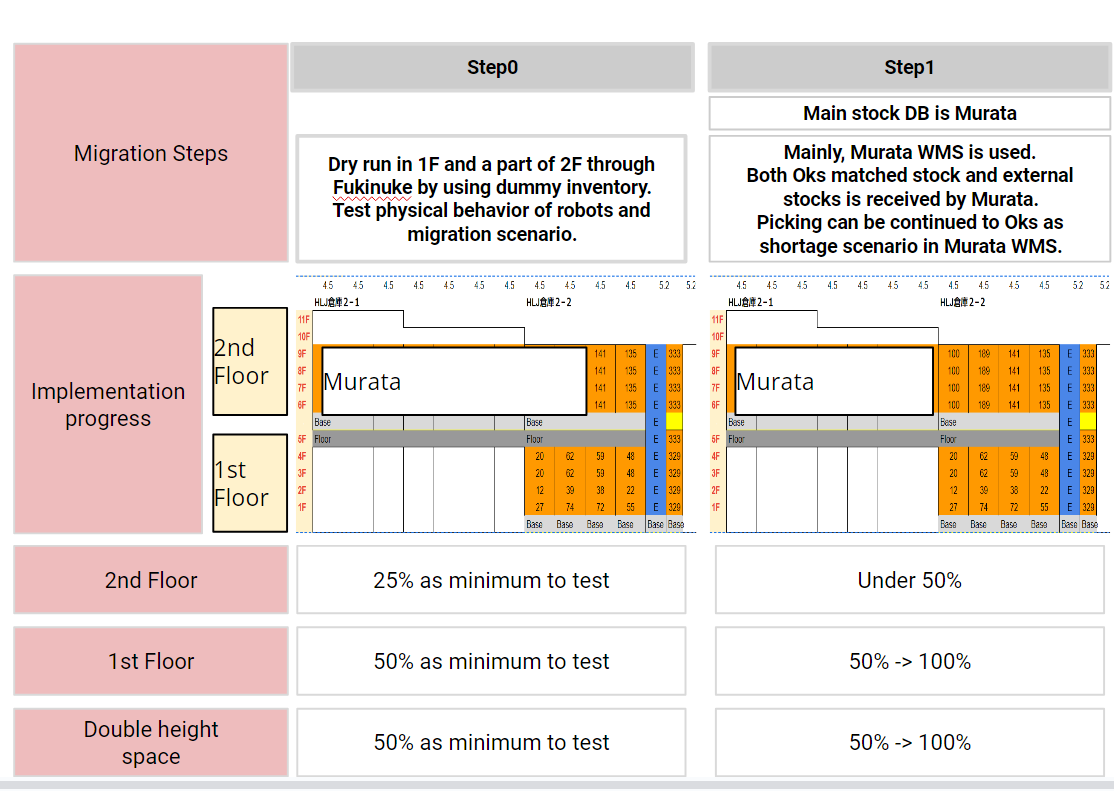 Step0
Step1
Migration Steps
Main stock DB is Murata
Dry run in 1F and a part of 2F through
Fukinuke by using dummy inventory.
Test physical behavior of robots and
migration scenario.
Mainly, Murata WMS is used.
Both Oks matched stock and external
stocks is received by Murata.
Picking can be continued to Oks as
shortage scenario in Murata WMS.
Implementation
progress
2nd
Floor
1st
Floor
4.5 4.5 4.5 4.5 4.5 4.5 4.5 4.5 4.5 4.5 4.5 5.2 5.2
HLJ倉庫2-1 HLJ倉庫2-2
11F
10F
9F 141 135 E 333
8F 141 135 E 333
7F 141 135 E 333
6F 141 135 E 333
Murata
Base Base
5F Floor Floor 333
4F 20 62 59 48 E 329
3F 20 62 59 48 E 329
2F 12 39 38 22 E 329
1F 27 74 72 55 E 329
Base Base Base Base Base Base
4.5 4.5 4.5 4.5 4.5 4.5 4.5 4.5 4.5 4.5 4.5 5.2 5.2
HLJ倉庫2-1 HLJ倉庫2-2
11F
10F
9F 100 189 141 135 E 333
8F 100 189 141 135 E 333
7F 100 189 141 135 E 333
6F 100 189 141 135 E 333
Murata
Base Base
5F Floor Floor 333
4F 20 62 59 48 E 329
3F 20 62 59 48 E 329
2F 12 39 38 22 E 329
1F 27 74 72 55 E 329
Base Base Base Base Base Base
2nd Floor
25% as minimum to test
Under 50%
1st Floor
50% as minimum to test
50% -> 100%
Double height
space
50% as minimum to test
50% -> 100%